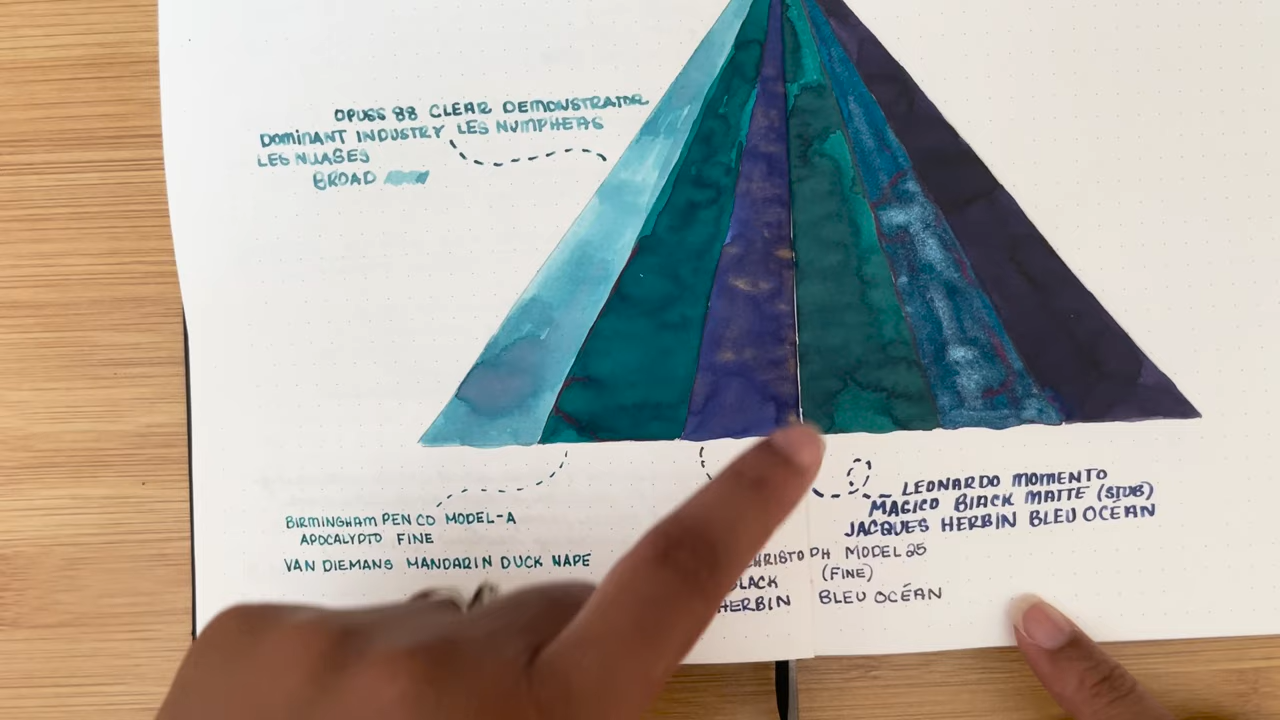 OPUSS 88 CLEAR DEMONSTRATOR
DOMINANT INDUSTRY LES NUMPHEAS
LES NUAGES
BROAD
BIRMINGHAM PEN CO MODEL-A
APOCALYPTO FINE
VAN DIEMANS MANDARIN DUCK NAPE
LEONARDO MOMENTO
MAGICO BLACK MATTE (STUB)
JACQUES HERBIN BLEU OCEAN
MODEL 25
BLACK (FINE)
HERBIN BLEU OCÉAN